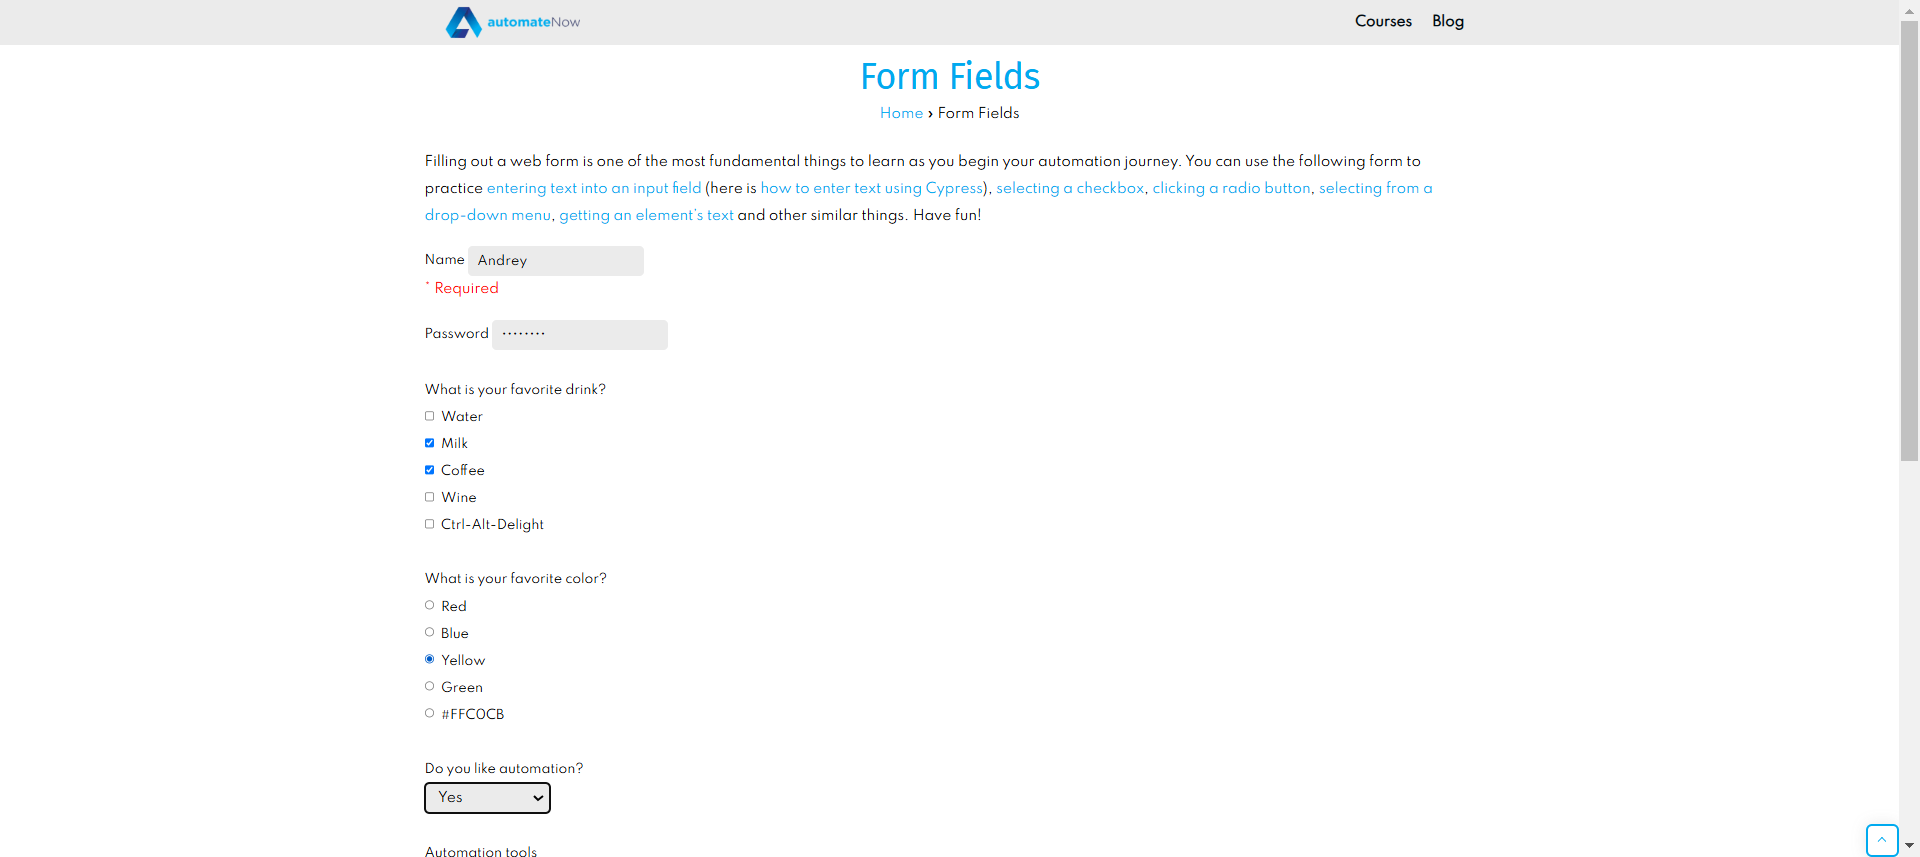 automateNow
Courses
Blog
Form Fields
Home › Form Fields
Filling out a web form is one of the most fundamental things to learn as you begin your automation journey. You can use the following form to
practice entering text into an input field (here is how to enter text using Cypress), selecting a checkbox, clicking a radio button, selecting from a
drop-down menu, getting an element's text and other similar things. Have fun!
Name Andrey
* Required
Password ········
What is your favorite drink?
Water
Milk
Coffee
Wine
Ctrl-Alt-Delight
What is your favorite color?
Red
Blue
Yellow
Green
#FFC0CB
Do you like automation?
Yes
Automation tools